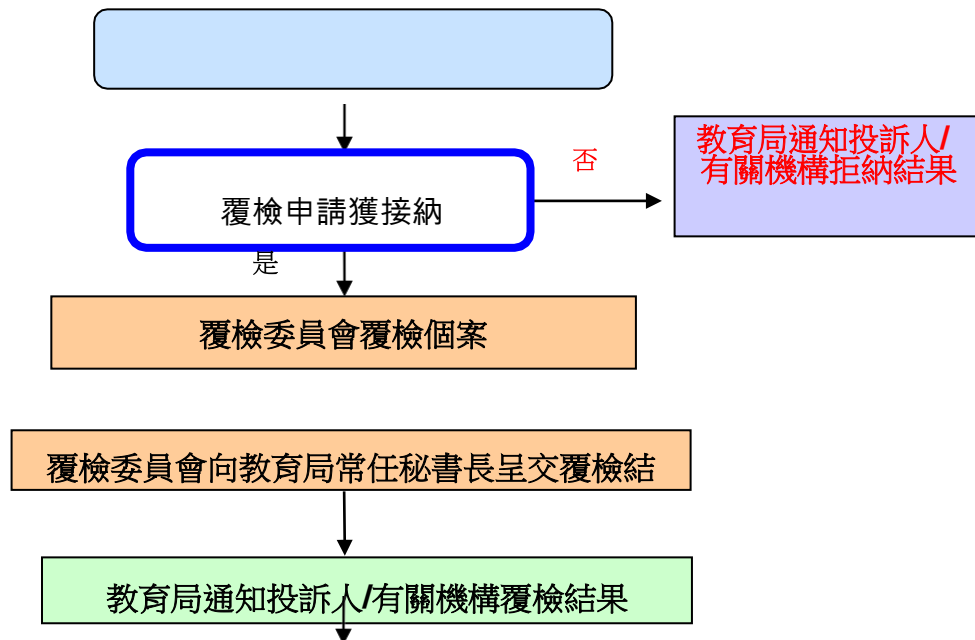 教育局通知投訴人/
有關機構拒納結果
否
覆檢申請獲接納
是
覆檢委員會覆檢個案
覆檢委員會向教育局常任秘書長呈交覆檢結
教育局通知投訴人/有關機構覆檢結果